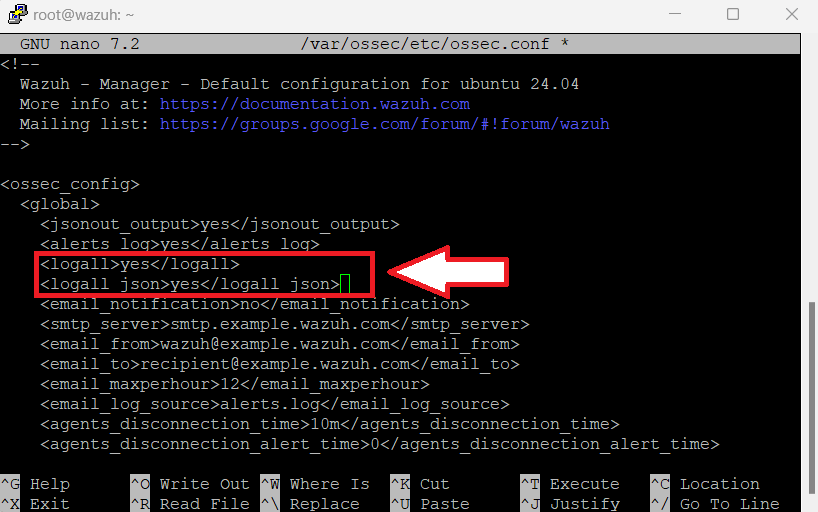 root@wazuh: ~
GNU nano 7.2 /var/ossec/etc/ossec.conf *
<!--
Wazuh - Manager - Default configuration for ubuntu 24.04
More info at: https://documentation.wazuh.com
Mailing list: https://groups.google.com/forum/#!forum/wazuh
-->
<ossec_config>
<global>
<jsonout_output>yes</jsonout_output>
<alerts_log>yes</alerts_log>
<logall>yes</logall>
<logall_json>yes</logall_json>
<email_notification>no</email_notification>
<smtp_server>smtp.example.wazuh.com</smtp_server>
<email_from>wazuh@example.wazuh.com</email_from>
<email_to>recipient@example.wazuh.com</email_to>
<email_maxperhour>12</email_maxperhour>
<email_log_source>alerts.log</email_log_source>
<agents_disconnection_time>10m</agents_disconnection_time>
<agents_disconnection_alert_time>0</agents_disconnection_alert_time>
^G Help ^O Write Out ^W Where Is ^K Cut ^T Execute ^C Location
^X Exit ^R Read File ^\ Replace ^U Paste ^J Justify ^/ Go To Line